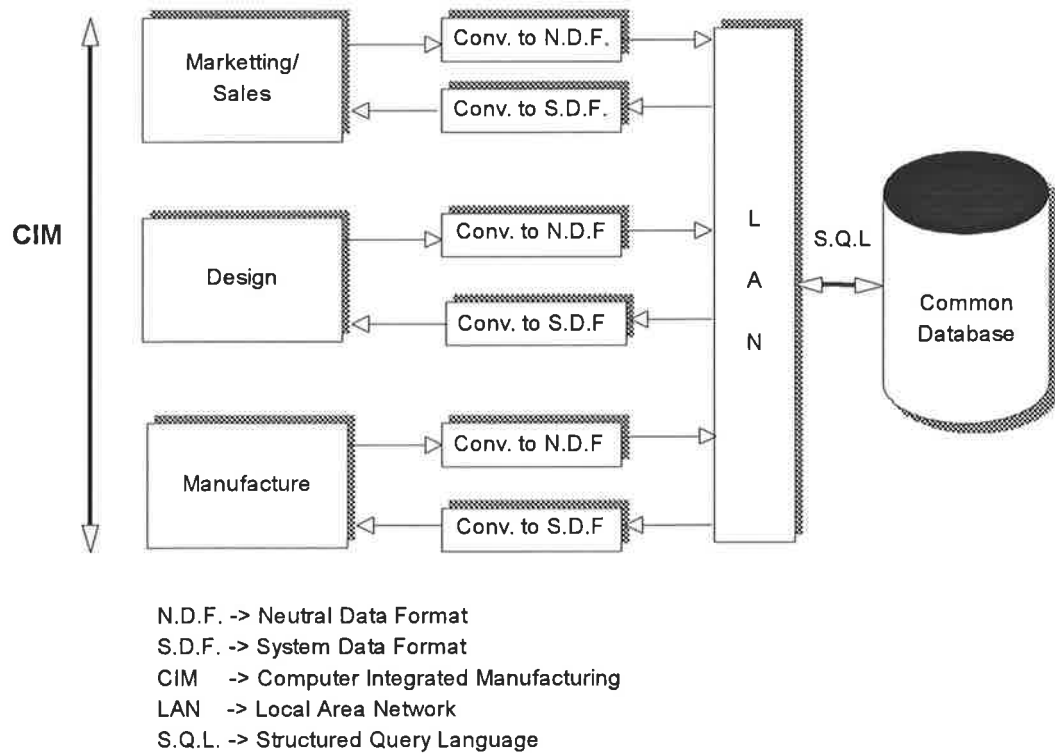 Marketting/
Sales
Conv. to N.D.F.
Conv. to S.D.F.
CIM
Design
Conv. to N.D.F
Conv. to S.D.F
Manufacture
Conv. to N.D.F
Conv. to S.D.F
L
A
N
S.Q.L
Common
Database
N.D.F. -> Neutral Data Format
S.D.F. -> System Data Format
CIM -> Computer Integrated Manufacturing
LAN -> Local Area Network
S.Q.L. -> Structured Query Language